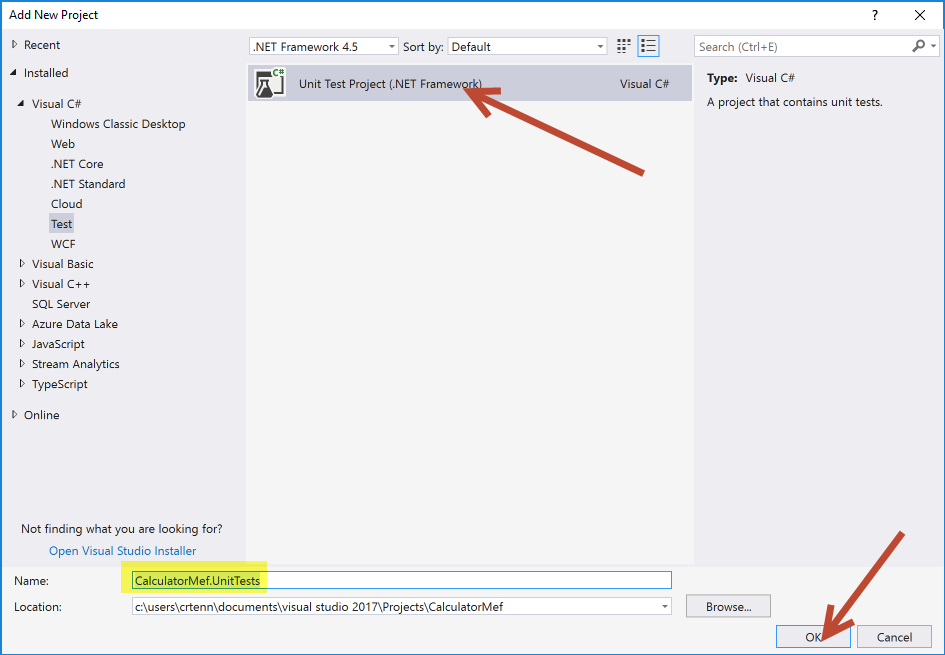 Add New Project
?
Recent
.NET Framework 4.5
Sort by:
Default
Search (Ctrl+E)
Installed
Visual C#
Windows Classic Desktop
Web
.NET Core
.NET Standard
Cloud
Test
WCF
Visual Basic
Visual C++
SQL Server
Azure Data Lake
JavaScript
Stream Analytics
TypeScript
Online
C#
Unit Test Project (.NET Framework)
Visual C#
Type: Visual C#
A project that contains unit tests.
Not finding what you are looking for?
Open Visual Studio Installer
Name:
CalculatorMef.UnitTests
Location:
c:\users\crtenn\documents\visual studio 2017\Projects\CalculatorMef
Browse...
OK
Cancel